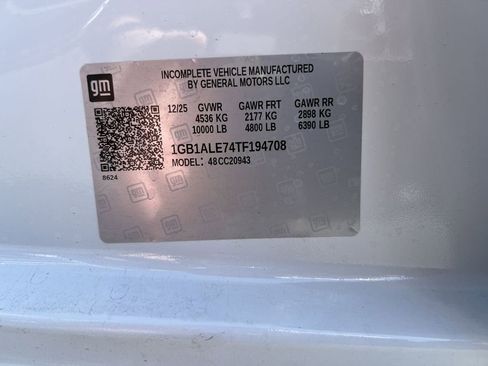 gm
INCOMPLETE VEHICLE MANUFACTURED
BY GENERAL MOTORS LLC
12/25 GVWR GAWR FRT GAWR RR
4536 KG 2177 KG 2898 KG
10000 LB 4800 LB 6390 LB
1GB1ALE74TF194708
MODEL: 48CC20943
8624